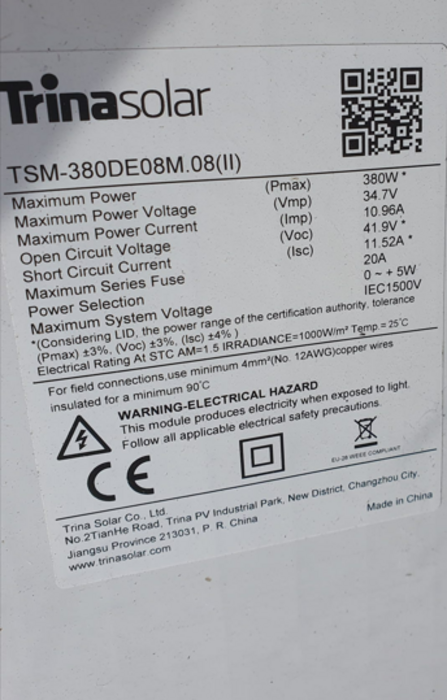 Trinasolar
TSM-380DE08M.08(II)
Maximum Power (Pmax) 380W *
Maximum Power Voltage (Vmp) 34.7V
Maximum Power Current (Imp) 10.96A
Open Circuit Voltage (Voc) 41.9V *
Short Circuit Current (Isc) 11.52A *
Maximum Series Fuse 20A
Power Selection 0 ~ + 5W
Maximum System Voltage IEC1500V
*(Considering LID, the power range of the certification authority, tolerance
(Pmax) ±3%, (Voc) ±3%, (Isc) ±4% )
Electrical Rating At STC AM=1.5 IRRADIANCE=1000W/m² Temp.= 25℃
For field connections,use minimum 4mm²(No. 12AWG)copper wires
insulated for a minimum 90℃
WARNING-ELECTRICAL HAZARD
This module produces electricity when exposed to light.
Follow all applicable electrical safety precautions.
CE
EU-28 WEEE COMPLIANT
Trina Solar Co., Ltd.
No.2TianHe Road, Trina PV Industrial Park, New District, Changzhou City,
Jiangsu Province 213031, P. R. China
www.trinasolar.com
Made in China